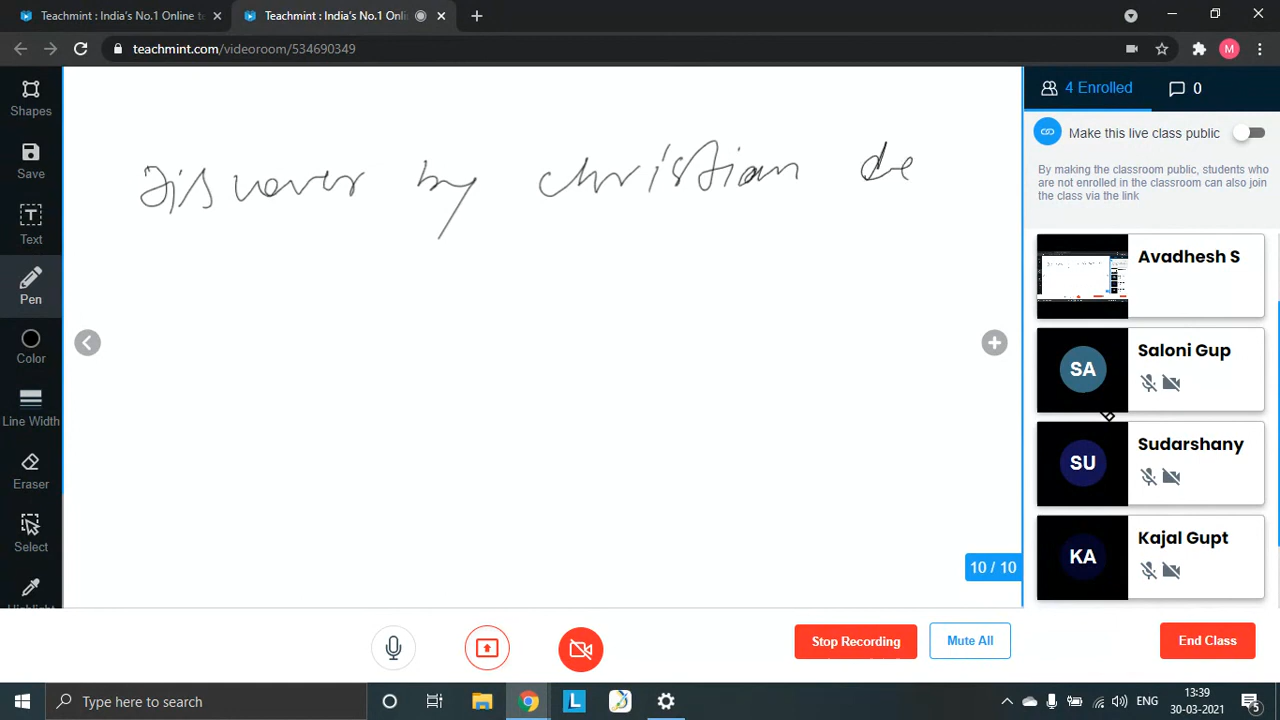 Teachmint : India's No.1 Online ta
Teachmint : India's No.1 Onli
teachmint.com/videoroom/534690349
M
Shapes
Save
Text
Pen
Color
Line Width
Eraser
Select
Discover by christian de
10 / 10
4 Enrolled
0
Make this live class public
By making the classroom public, students who
are not enrolled in the classroom can also join
the class via the link
Avadhesh S
SA
Saloni Gup
SU
Sudarshany
KA
Kajal Gupt
Stop Recording
Mute All
End Class
Type here to search
L
ENG
13:39
30-03-2021
5